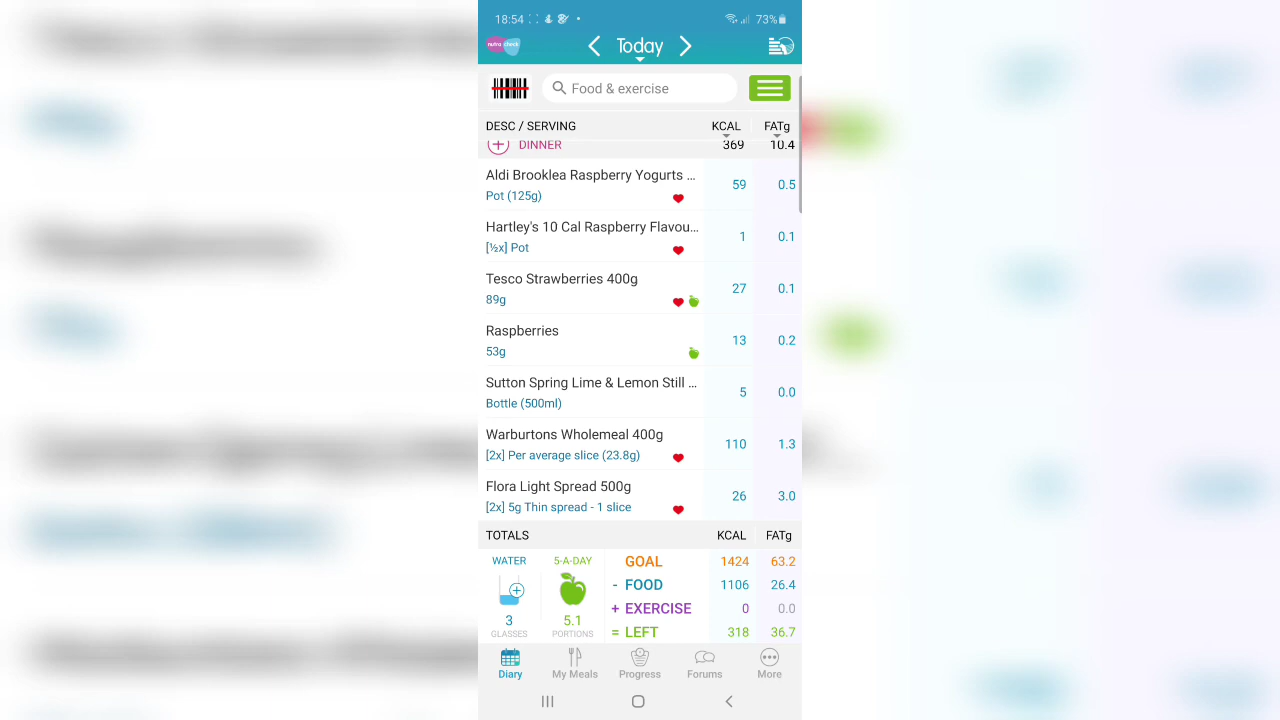 18:54
73%
nutra check
Today
Food & exercise
DESC / SERVING KCAL FATg
DINNER 369 10.4
Aldi Brooklea Raspberry Yogurts ...
59 0.5
Pot (125g)
Hartley's 10 Cal Raspberry Flavou...
1 0.1
[½x] Pot
Tesco Strawberries 400g
27 0.1
89g
Raspberries
13 0.2
53g
Sutton Spring Lime & Lemon Still ...
5 0.0
Bottle (500ml)
Warburtons Wholemeal 400g
110 1.3
[2x] Per average slice (23.8g)
Flora Light Spread 500g
26 3.0
[2x] 5g Thin spread - 1 slice
TOTALS KCAL FATg
WATER 5-A-DAY GOAL 1424 63.2
- FOOD 1106 26.4
+ EXERCISE 0 0.0
3 5.1
GLASSES PORTIONS = LEFT 318 36.7
Diary My Meals Progress Forums More